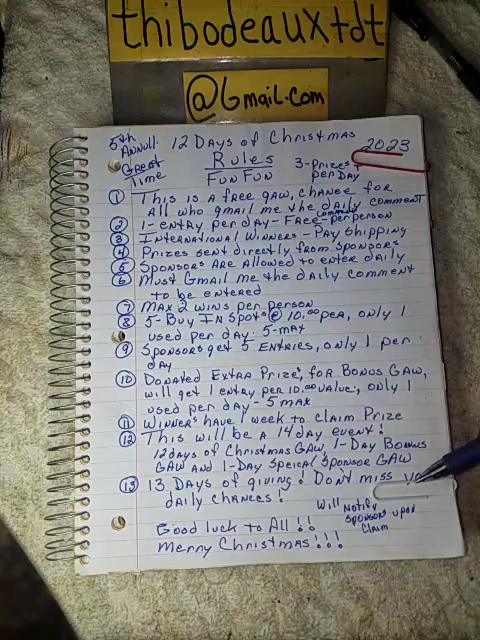 thibodeauxtdt
@Gmail.com
5th Annull 12 Days of Christmas 2023
Great Time Rules 3-Prizes + per Day
Fun Fun
① This is a free GAW, chance for
All who gmail me the daily comment
② 1-entry per day - Free - per person
comment
③ International Winners - Pay Shipping
④ Prizes sent directly from Sponsors
⑤ Sponsors are allowed to enter daily
⑥ Must Gmail me the daily comment
to be entered
⑦ Max 2 wins per person
⑧ 5-Buy In Spots @ 10.00 ea, only 1
used per day. 5-max
⑨ Sponsors get 5 Entries, only 1 per
day
⑩ Donated Extra Prize, for Bonus GAW,
will get 1 entry per 10.00 value, only 1
used per day - 5 max
⑪ Winners have 1 week to claim Prize
⑫ This will be a 14 day event!
12 days of Christmas GAW, 1-Day Bonus
GAW and 1-Day Speical Sponsor GAW
⑬ 13 Days of giving! Dont miss
daily chances!
Will Notify
Sponsors upon
Claim
Good luck to All!!
Merry Christmas!!!